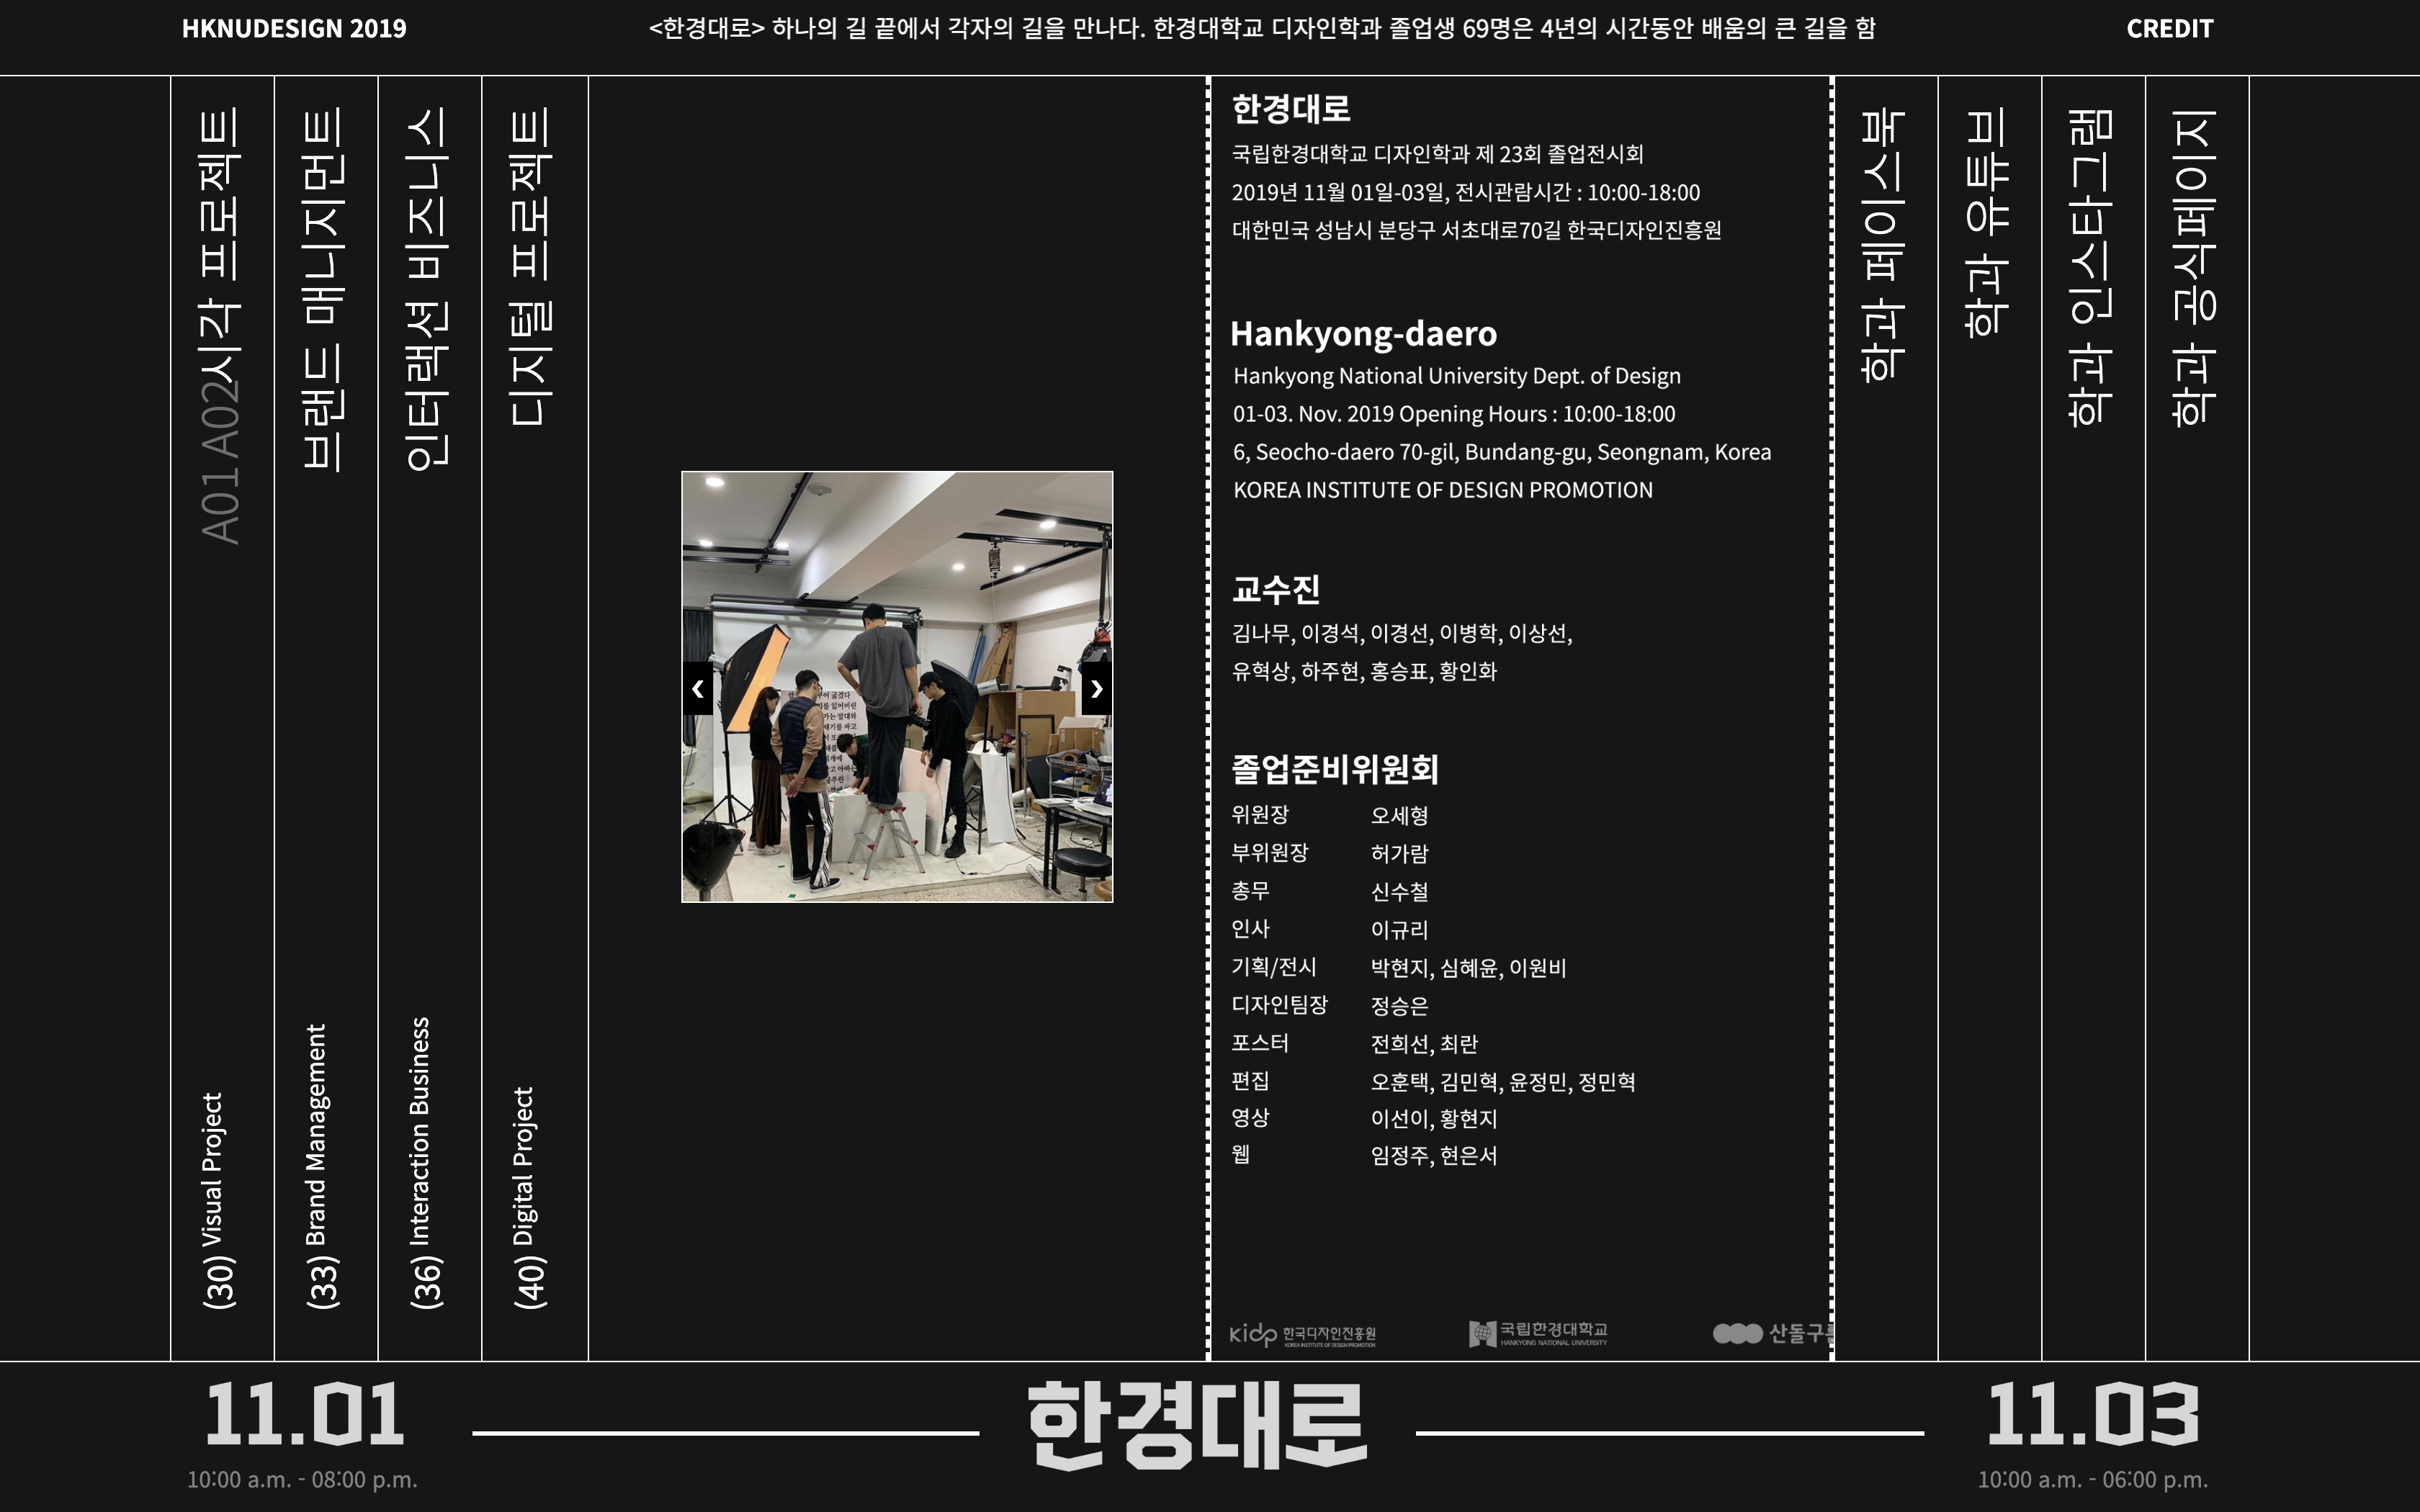 HKNUDESIGN 2019
<한경대로> 하나의 길 끝에서 각자의 길을 만나다. 한경대학교 디자인학과 졸업생 69명은 4년의 시간동안 배움의 큰 길을 함
CREDIT
A01 A02시각 프로젝트
(30) Visual Project
브랜드 매니지먼트
(33) Brand Management
인터랙션 비즈니스
(36) Interaction Business
디지털 프로젝트
(40) Digital Project
❮
❯
한경대로
국립한경대학교 디자인학과 제 23회 졸업전시회
2019년 11월 01일-03일, 전시관람시간 : 10:00-18:00
대한민국 성남시 분당구 서초대로70길 한국디자인진흥원
Hankyong-daero
Hankyong National University Dept. of Design
01-03. Nov. 2019 Opening Hours : 10:00-18:00
6, Seocho-daero 70-gil, Bundang-gu, Seongnam, Korea
KOREA INSTITUTE OF DESIGN PROMOTION
교수진
김나무, 이경석, 이경선, 이병학, 이상선,
유혁상, 하주현, 홍승표, 황인화
졸업준비위원회
위원장 오세형
부위원장 허가람
총무 신수철
인사 이규리
기획/전시 박현지, 심혜윤, 이원비
디자인팀장 정승은
포스터 전희선, 최란
편집 오훈택, 김민혁, 윤정민, 정민혁
영상 이선이, 황현지
웹 임정주, 현은서
kidp 한국디자인진흥원
KOREA INSTITUTE OF DESIGN PROMOTION
국립한경대학교
HANKYONG NATIONAL UNIVERSITY
산돌구
학과 페이스북
학과 유튜브
학과 인스타그램
학과 공식페이지
11.01
10:00 a.m. - 08:00 p.m.
한경대로
11.03
10:00 a.m. - 06:00 p.m.